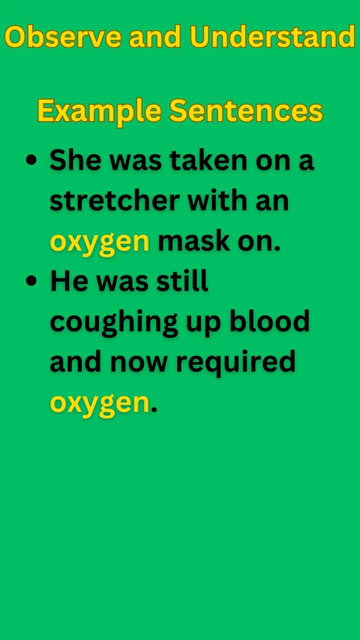 Observe and Understand
Example Sentences
• She was taken on a
stretcher with an
oxygen mask on.
• He was still
coughing up blood
and now required
oxygen.